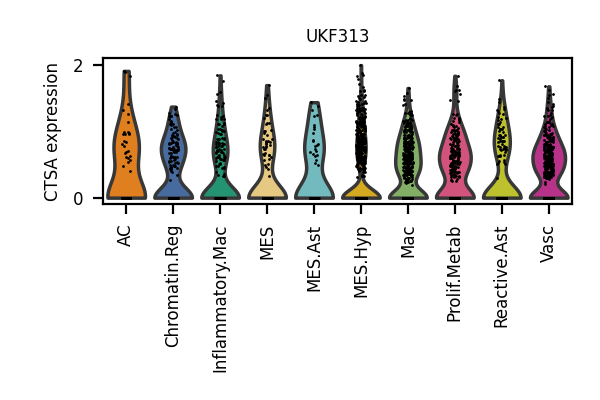 UKF313
CTSA expression
2
0
AC
Chromatin.Reg
Inflammatory.Mac
MES
MES.Ast
MES.Hyp
Mac
Prolif.Metab
Reactive.Ast
Vasc